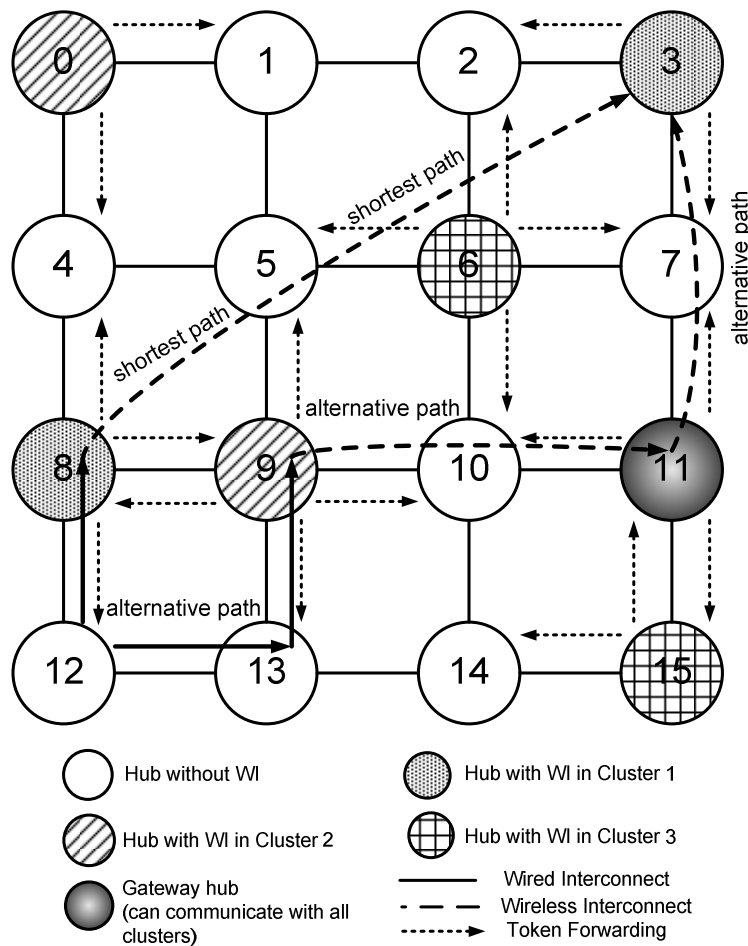 0
1
2
3
shortest path
alternative path
4
5
6
7
shortest path
alternative path
8
9
10
11
alternative path
12
13
14
15
Hub without WI
Hub with WI in Cluster 1
Hub with WI in Cluster 2
Hub with WI in Cluster 3
Gateway hub
(can communicate with all
clusters)
Wired Interconnect
Wireless Interconnect
Token Forwarding